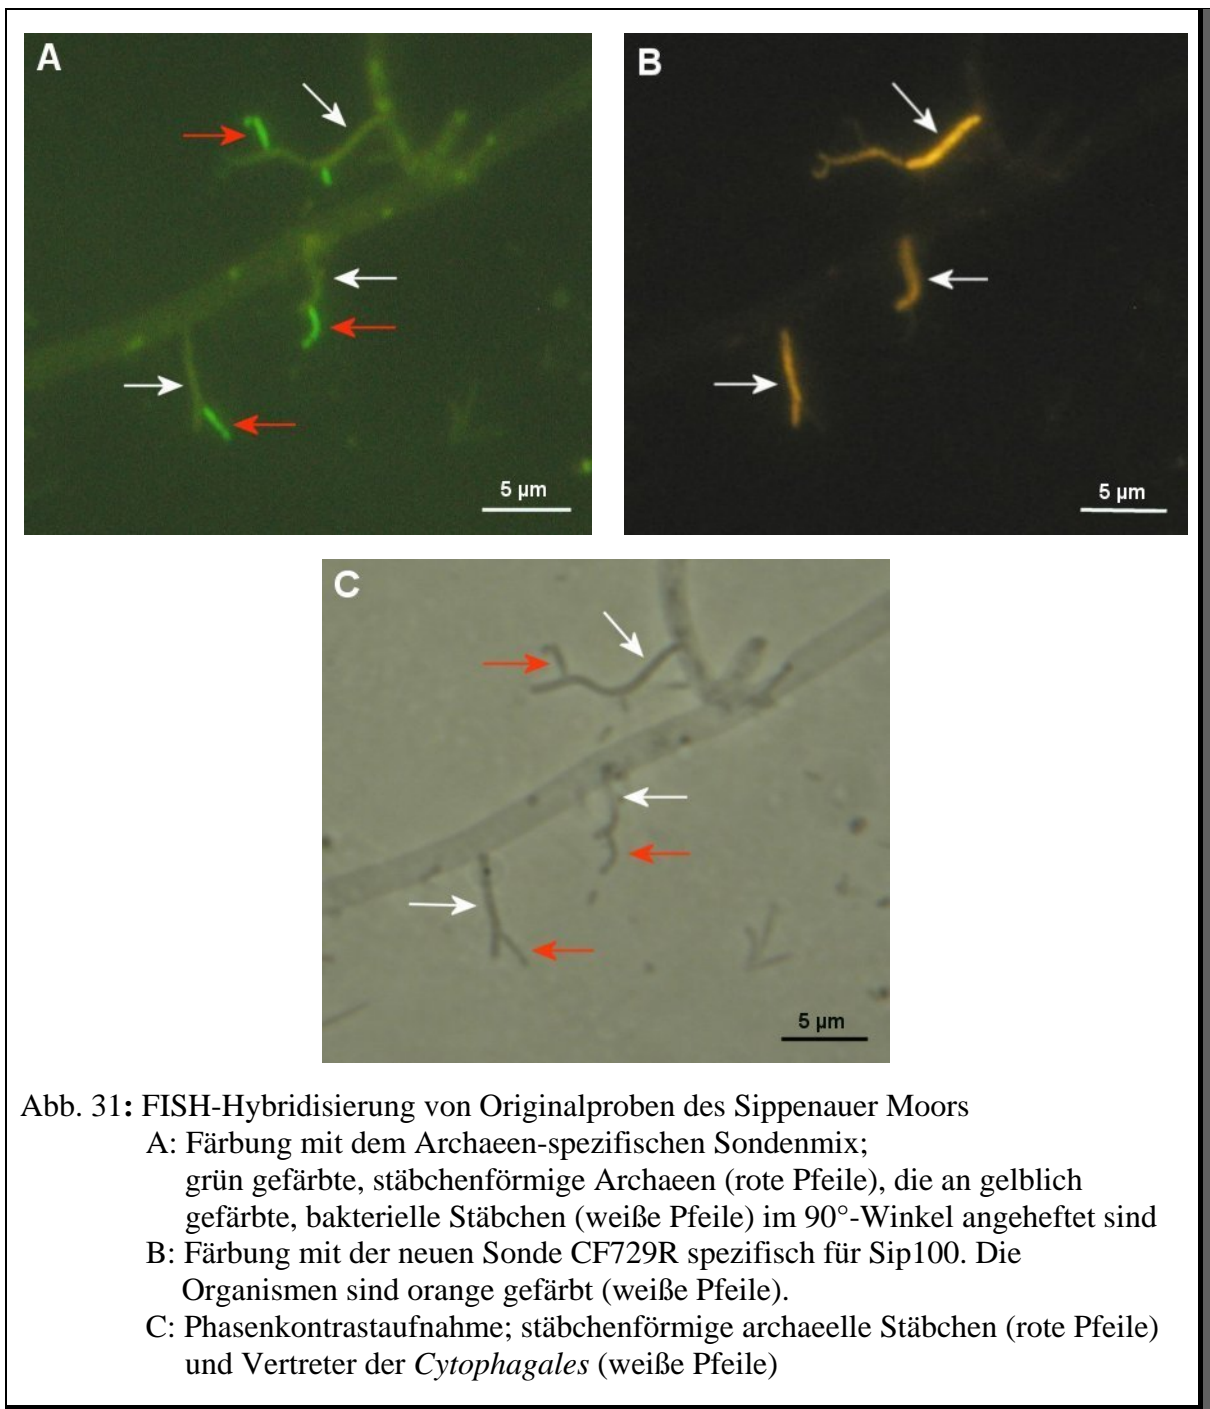 A
B
5 µm
5 µm
C
5 µm
Abb. 31: FISH-Hybridisierung von Originalproben des Sippenauer Moors
A: Färbung mit dem Archaeen-spezifischen Sondenmix;
grün gefärbte, stäbchenförmige Archaeen (rote Pfeile), die an gelblich
gefärbte, bakterielle Stäbchen (weiße Pfeile) im 90°-Winkel angeheftet sind
B: Färbung mit der neuen Sonde CF729R spezifisch für Sip100. Die
Organismen sind orange gefärbt (weiße Pfeile).
C: Phasenkontrastaufnahme; stäbchenförmige archaeelle Stäbchen (rote Pfeile)
und Vertreter der Cytophagales (weiße Pfeile)